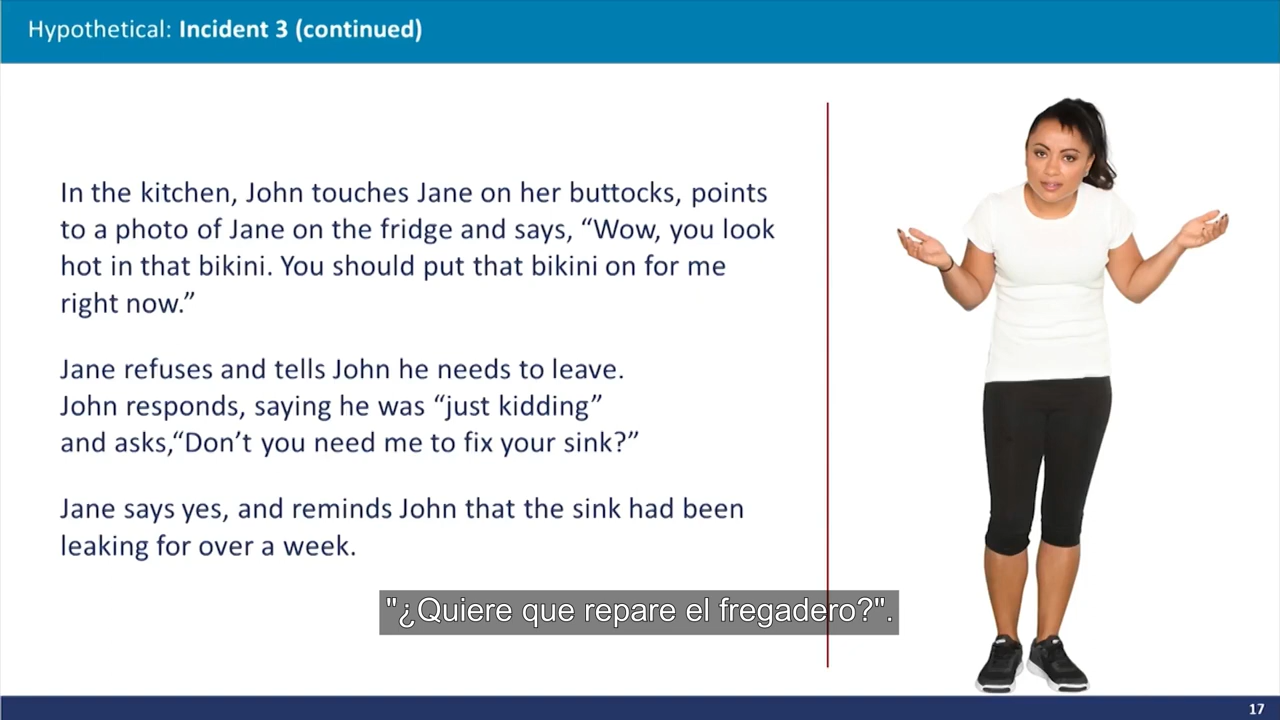 Hypothetical: Incident 3 (continued)
In the kitchen, John touches Jane on her buttocks, points
to a photo of Jane on the fridge and says, “Wow, you look
hot in that bikini. You should put that bikini on for me
right now.”
Jane refuses and tells John he needs to leave.
John responds, saying he was “just kidding”
and asks,“Don’t you need me to fix your sink?”
Jane says yes, and reminds John that the sink had been
leaking for over a week.
"¿Quiere que repare el fregadero?".
17